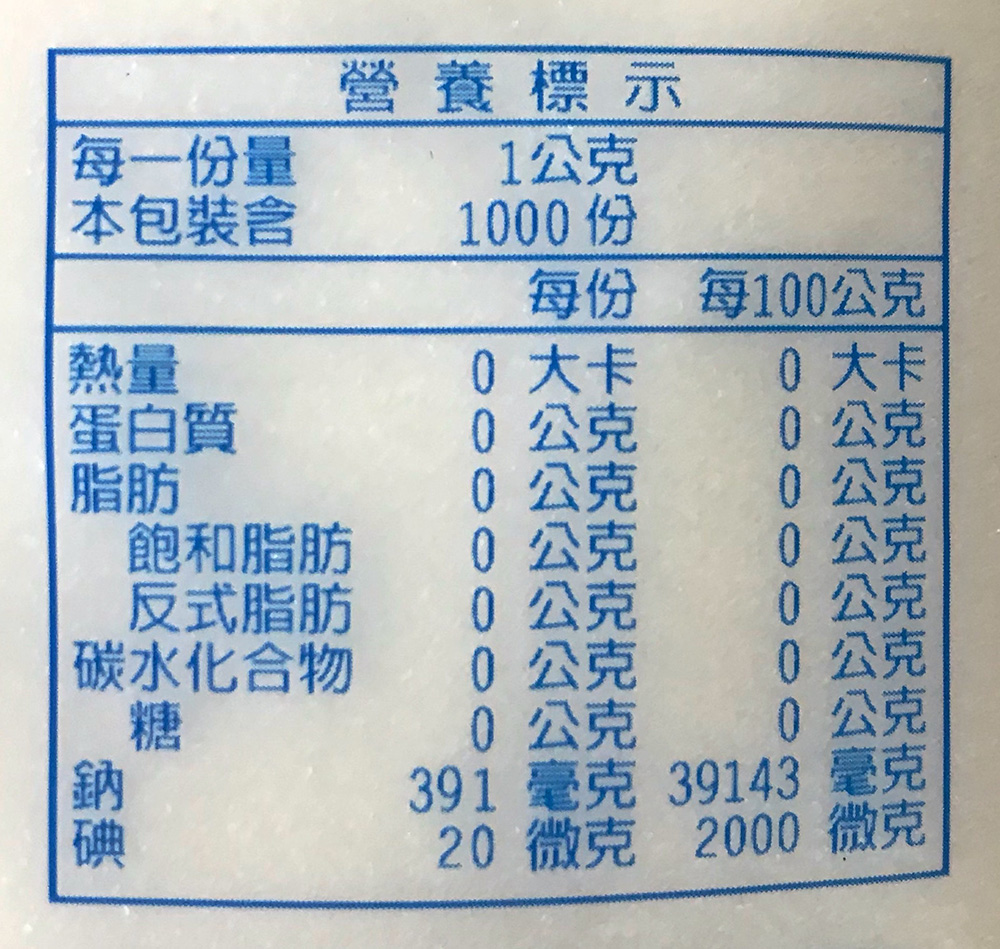 營養標示
每一份量 1公克
本包裝含 1000份
每份 每100公克
熱量 0 大卡 0 大卡
蛋白質 0 公克 0 公克
脂肪 0 公克 0 公克
飽和脂肪 0 公克 0 公克
反式脂肪 0 公克 0 公克
碳水化合物 0 公克 0 公克
糖 0 公克 0 公克
鈉 391 毫克 39143 毫克
碘 20 微克 2000 微克